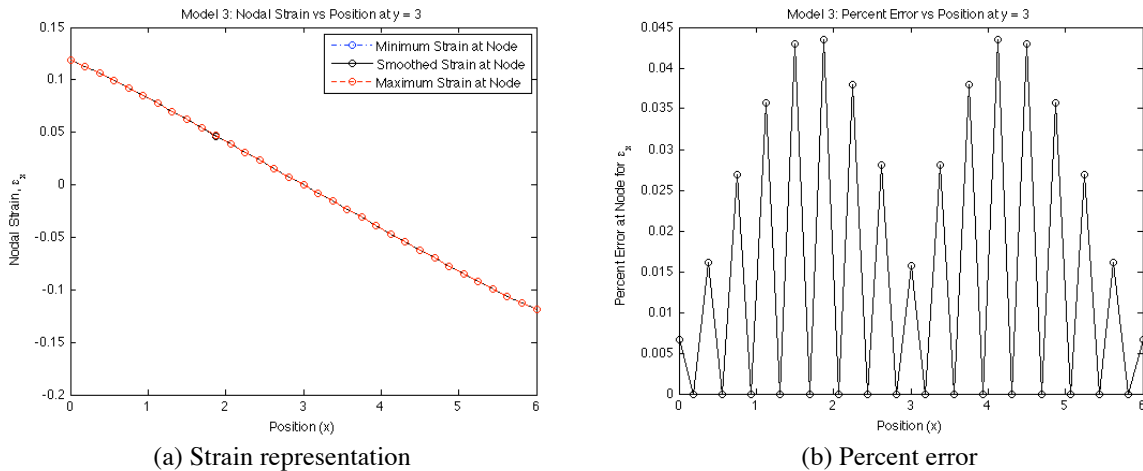 Model 3: Nodal Strain vs Position at y = 3
Minimum Strain at Node
Smoothed Strain at Node
Maximum Strain at Node
0.15
0.1
0.05
0
-0.05
-0.1
-0.15
-0.2
Nodal Strain, εx
0 1 2 3 4 5 6
Position (x)
(a) Strain representation
Model 3: Percent Error vs Position at y = 3
0.045
0.04
0.035
0.03
0.025
0.02
0.015
0.01
0.005
0
Percent Error at Node for εx
0 1 2 3 4 5 6
Position (x)
(b) Percent error